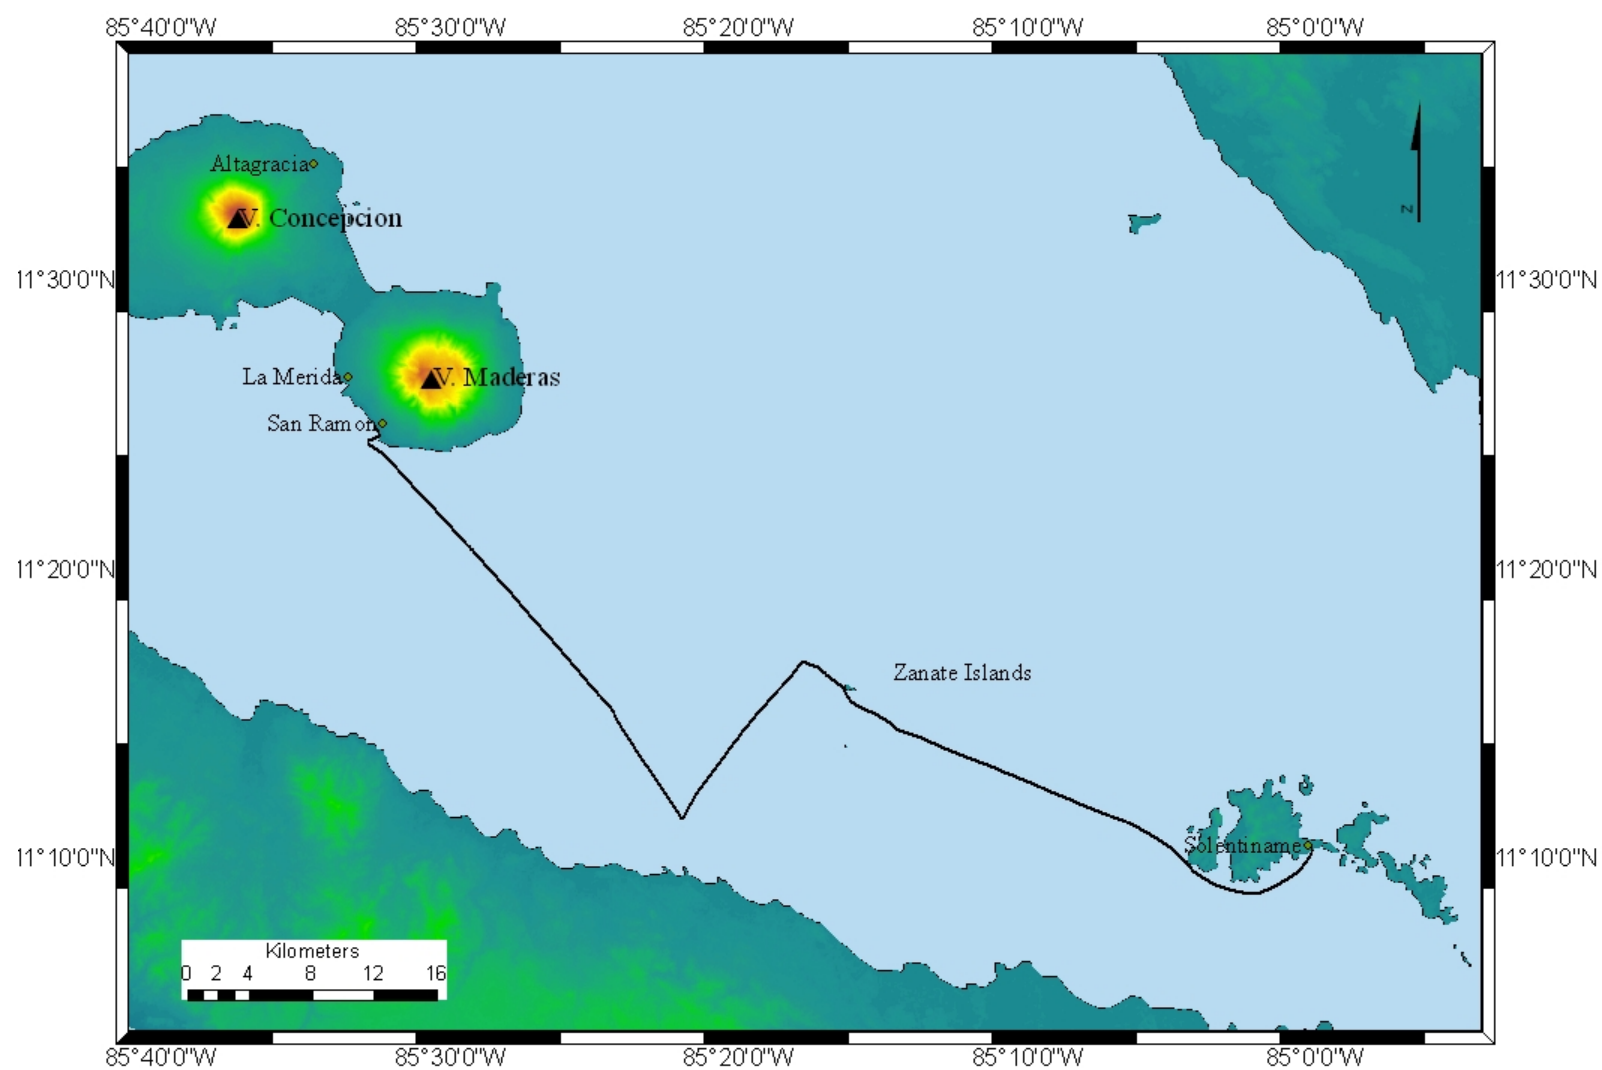 85°40'0"W 85°30'0"W 85°20'0"W 85°10'0"W 85°0'0"W
Altagracia
V. Concepcion
11°30'0"N 11°30'0"N
La Merida
V. Maderas
San Ramon
11°20'0"N 11°20'0"N
Zanate Islands
Solentiname
11°10'0"N 11°10'0"N
Kilometers
0 2 4 8 12 16
85°40'0"W 85°30'0"W 85°20'0"W 85°10'0"W 85°0'0"W
N